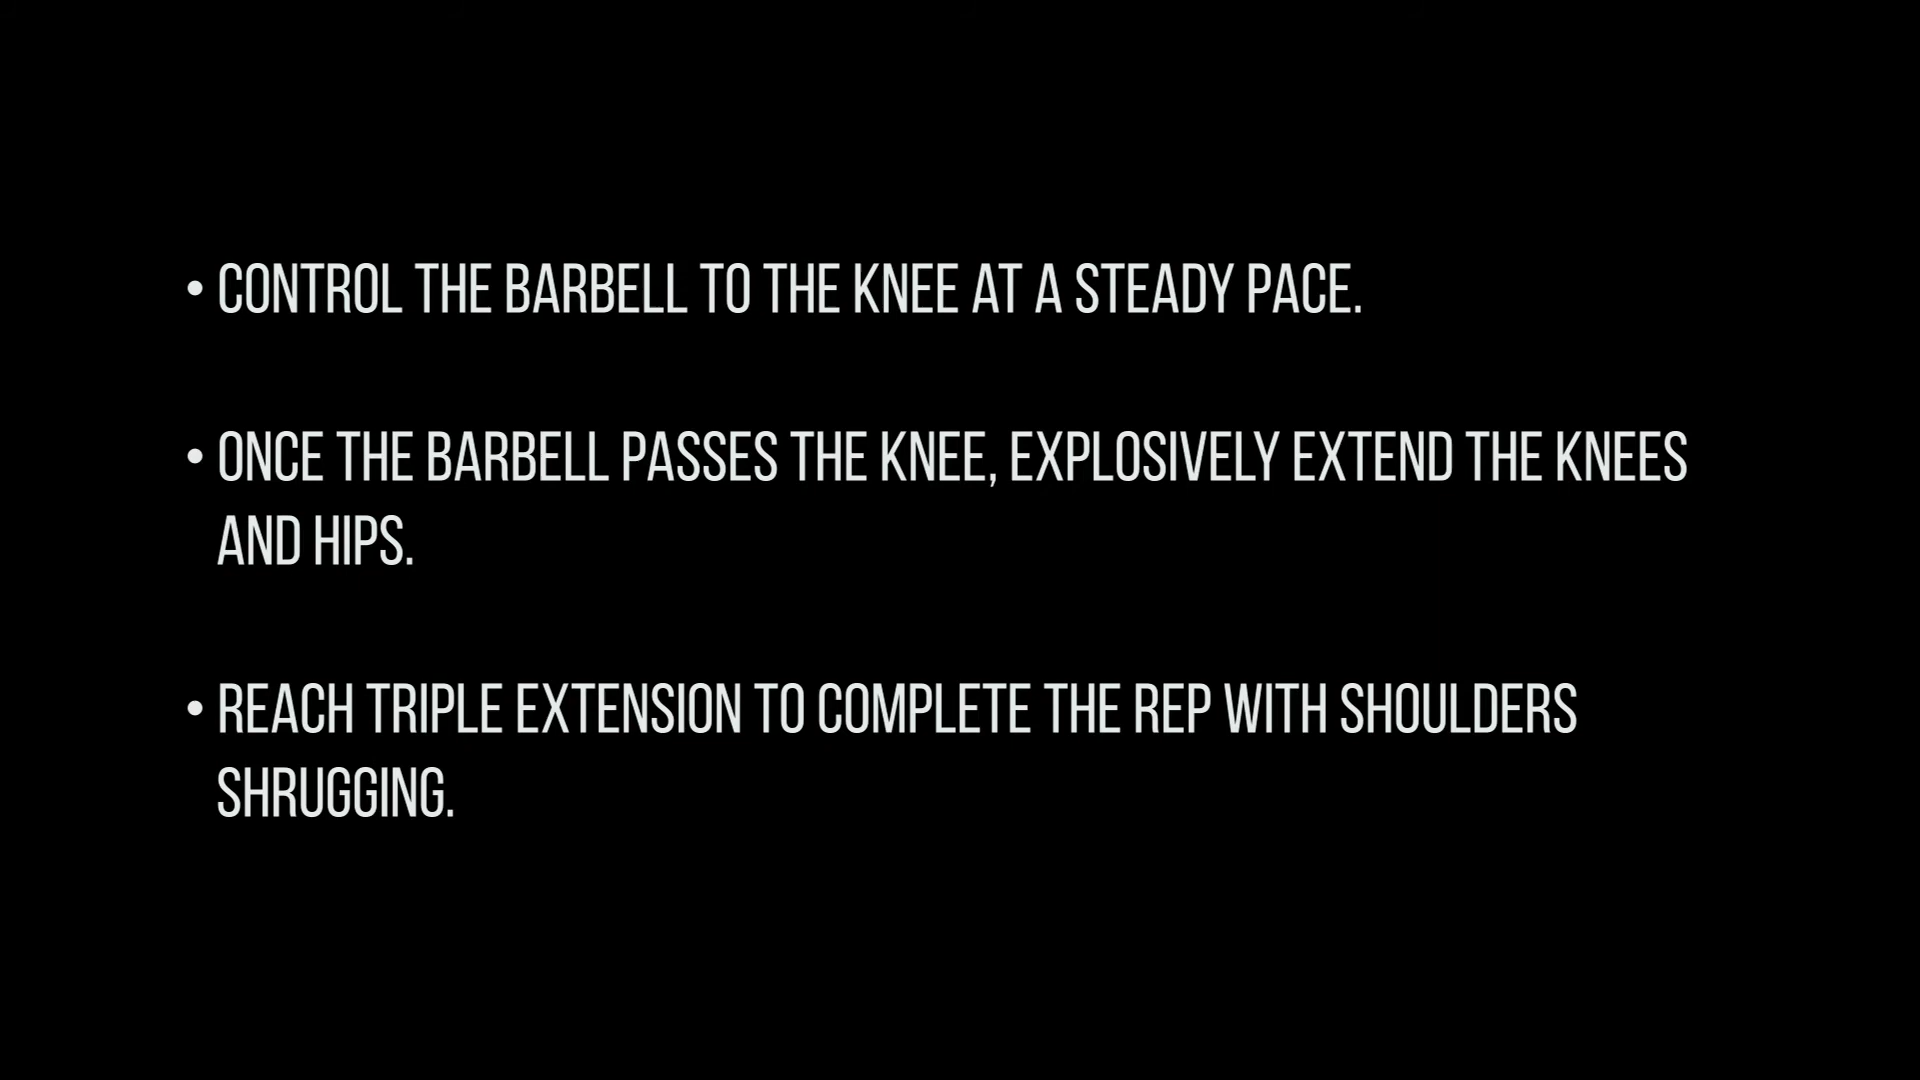 • CONTROL THE BARBELL TO THE KNEE AT A STEADY PACE.
• ONCE THE BARBELL PASSES THE KNEE, EXPLOSIVELY EXTEND THE KNEES
AND HIPS.
• REACH TRIPLE EXTENSION TO COMPLETE THE REP WITH SHOULDERS
SHRUGGING.